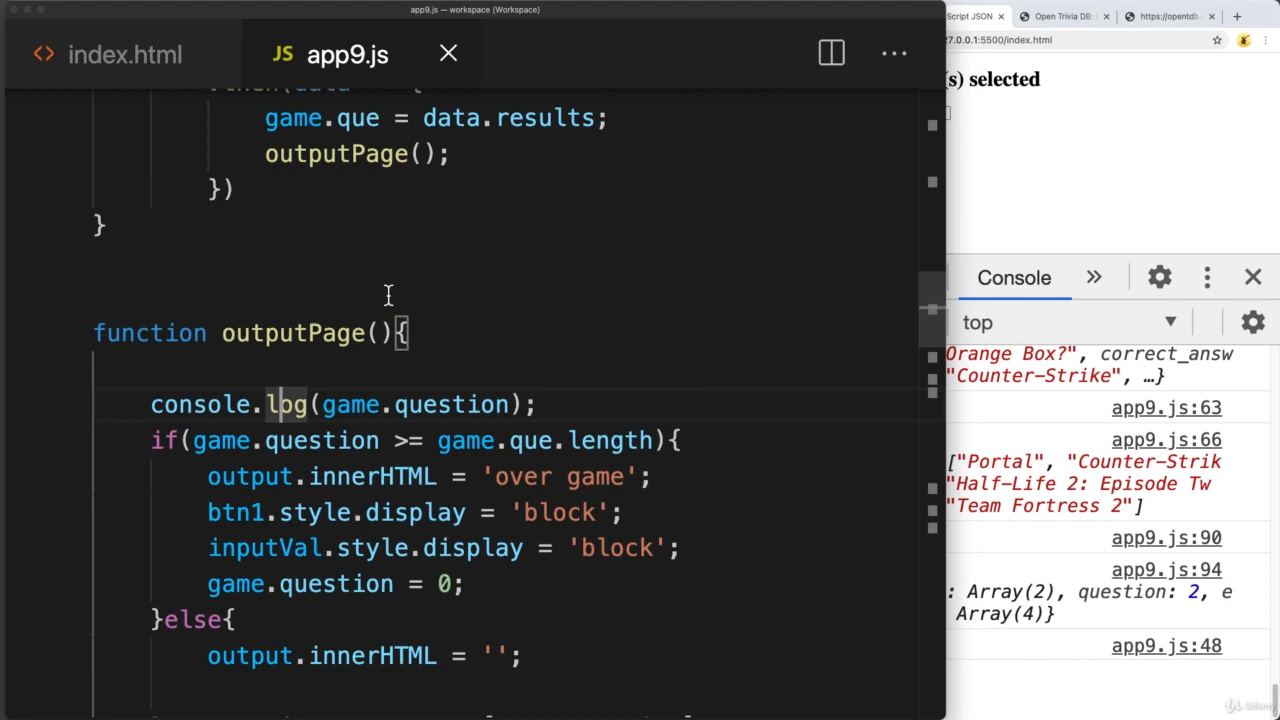 app9.js — workspace (Workspace)
<> index.html
JS app9.js
.then(data
game.que = data.results;
outputPage();
})
}
function outputPage(){
console.log(game.question);
if(game.question >= game.que.length){
output.innerHTML = 'over game';
btn1.style.display = 'block';
inputVal.style.display = 'block';
game.question = 0;
}else{
output.innerHTML = '';
Script JSON
Open Trivia DB:
https://opentdb.c
27.0.0.1:5500/index.html
(s) selected
Console
top
Orange Box?", correct_answ
"Counter-Strike", …}
app9.js:63
app9.js:66
["Portal", "Counter-Strik
"Half-Life 2: Episode Tw
"Team Fortress 2"]
app9.js:90
app9.js:94
: Array(2), question: 2, e
Array(4)}
app9.js:48
Udemy